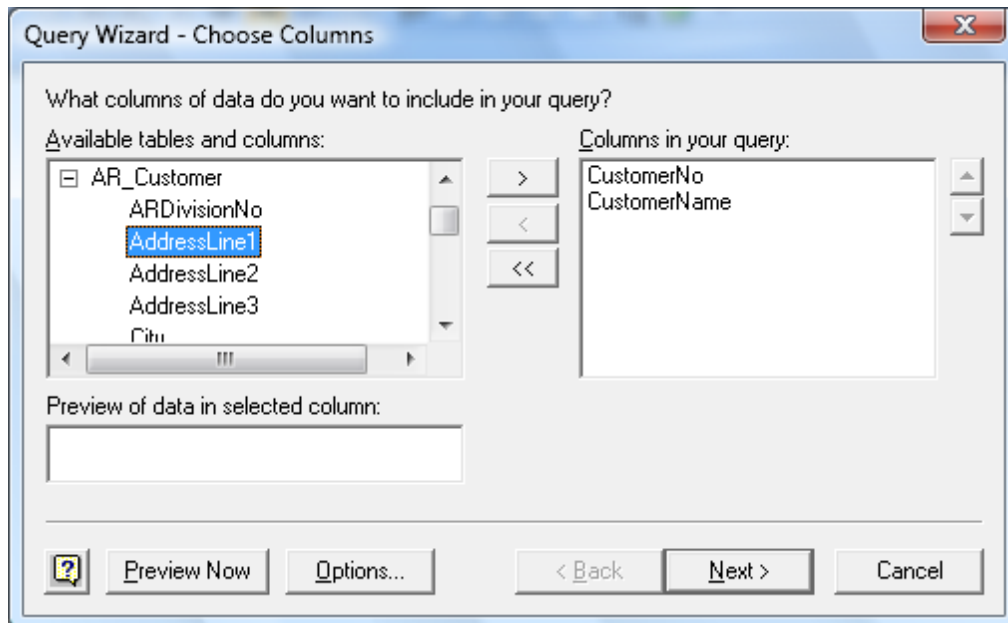 Query Wizard - Choose Columns
What columns of data do you want to include in your query?
Available tables and columns:
AR_Customer
ARDivisionNo
AddressLine1
AddressLine2
AddressLine3
City
>
<
<<
Columns in your query:
CustomerNo
CustomerName
Preview of data in selected column:
?
Preview Now
Options...
< Back
Next >
Cancel